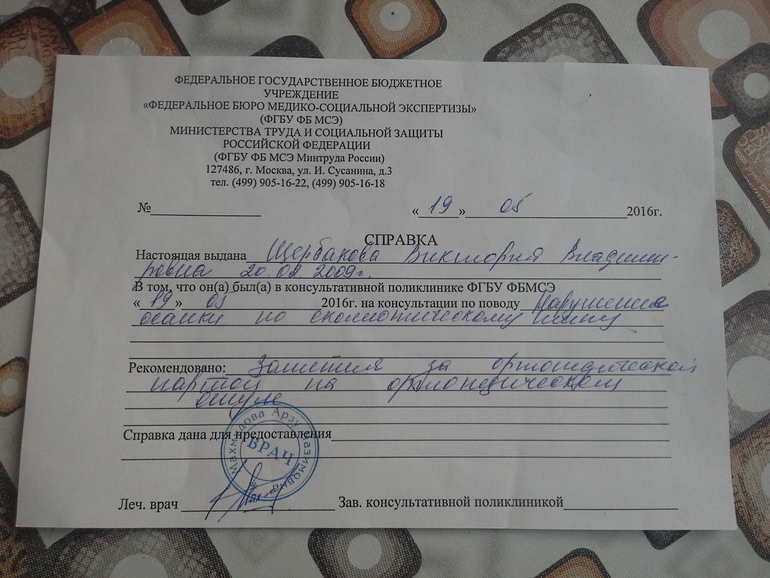 ФЕДЕРАЛЬНОЕ ГОСУДАРСТВЕННОЕ БЮДЖЕТНОЕ
УЧРЕЖДЕНИЕ
«ФЕДЕРАЛЬНОЕ БЮРО МЕДИКО-СОЦИАЛЬНОЙ ЭКСПЕРТИЗЫ»
(ФГБУ ФБ МСЭ)
МИНИСТЕРСТВА ТРУДА И СОЦИАЛЬНОЙ ЗАЩИТЫ
РОССИЙСКОЙ ФЕДЕРАЦИИ
(ФГБУ ФБ МСЭ Минтруда России)
127486, г. Москва, ул. И. Сусанина, д.3
тел. (499) 905-16-22, (499) 905-16-18
№ « 19 » 05 2016г.
СПРАВКА
Настоящая выдана Щербакова Виктория Владими-
ровна 20.08 2009г.
В том, что он(а) был(а) в консультативной поликлинике ФГБУ ФБМСЭ
« 19 » 05 2016г. на консультации по поводу Нарушение
осанки по сколиотическому типу
Рекомендовано: Занятия за ортопедической
партой на ортопедическом
стуле
Справка дана для предоставления
ВРАЧ
Леч. врач Зав. консультативной поликлиникой